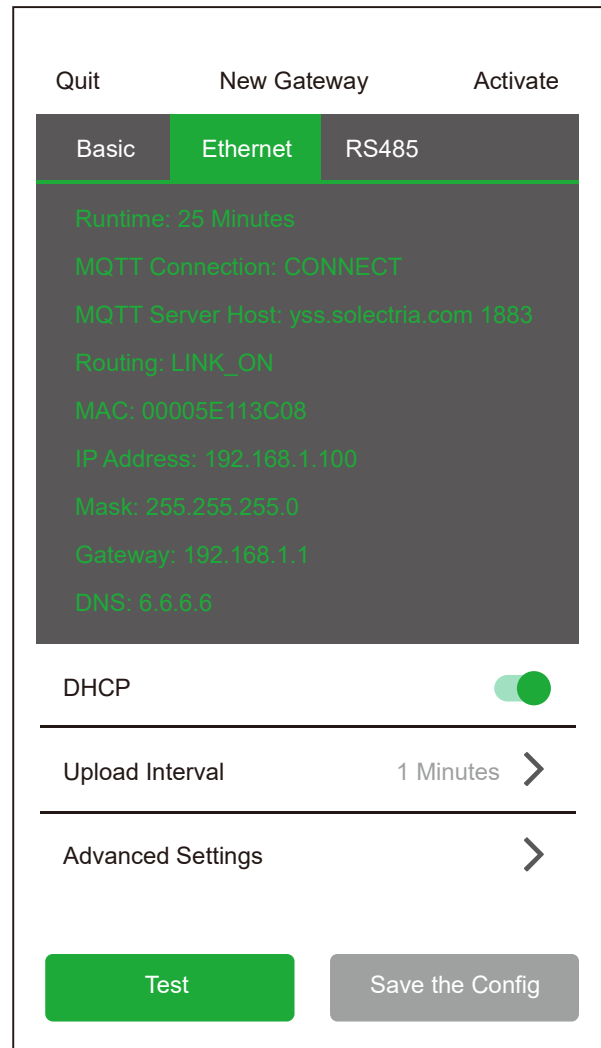 Quit New Gateway Activate
Basic Ethernet RS485
Runtime: 25 Minutes
MQTT Connection: CONNECT
MQTT Server Host: yss.solectria.com 1883
Routing: LINK_ON
MAC: 00005E113C08
IP Address: 192.168.1.100
Mask: 255.255.255.0
Gateway: 192.168.1.1
DNS: 6.6.6.6
DHCP
Upload Interval 1 Minutes
Advanced Settings
Test Save the Config